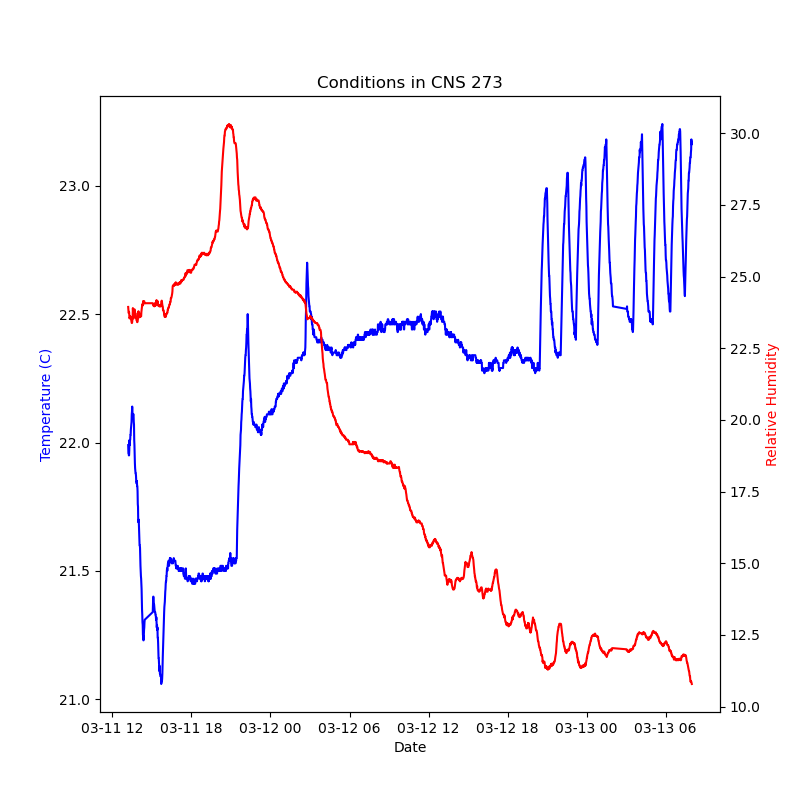 Conditions in CNS 273
23.0
22.5
22.0
21.5
21.0
Temperature (C)
30.0
27.5
25.0
22.5
20.0
17.5
15.0
12.5
10.0
Relative Humidity
03-11 12 03-11 18 03-12 00 03-12 06 03-12 12 03-12 18 03-13 00 03-13 06
Date